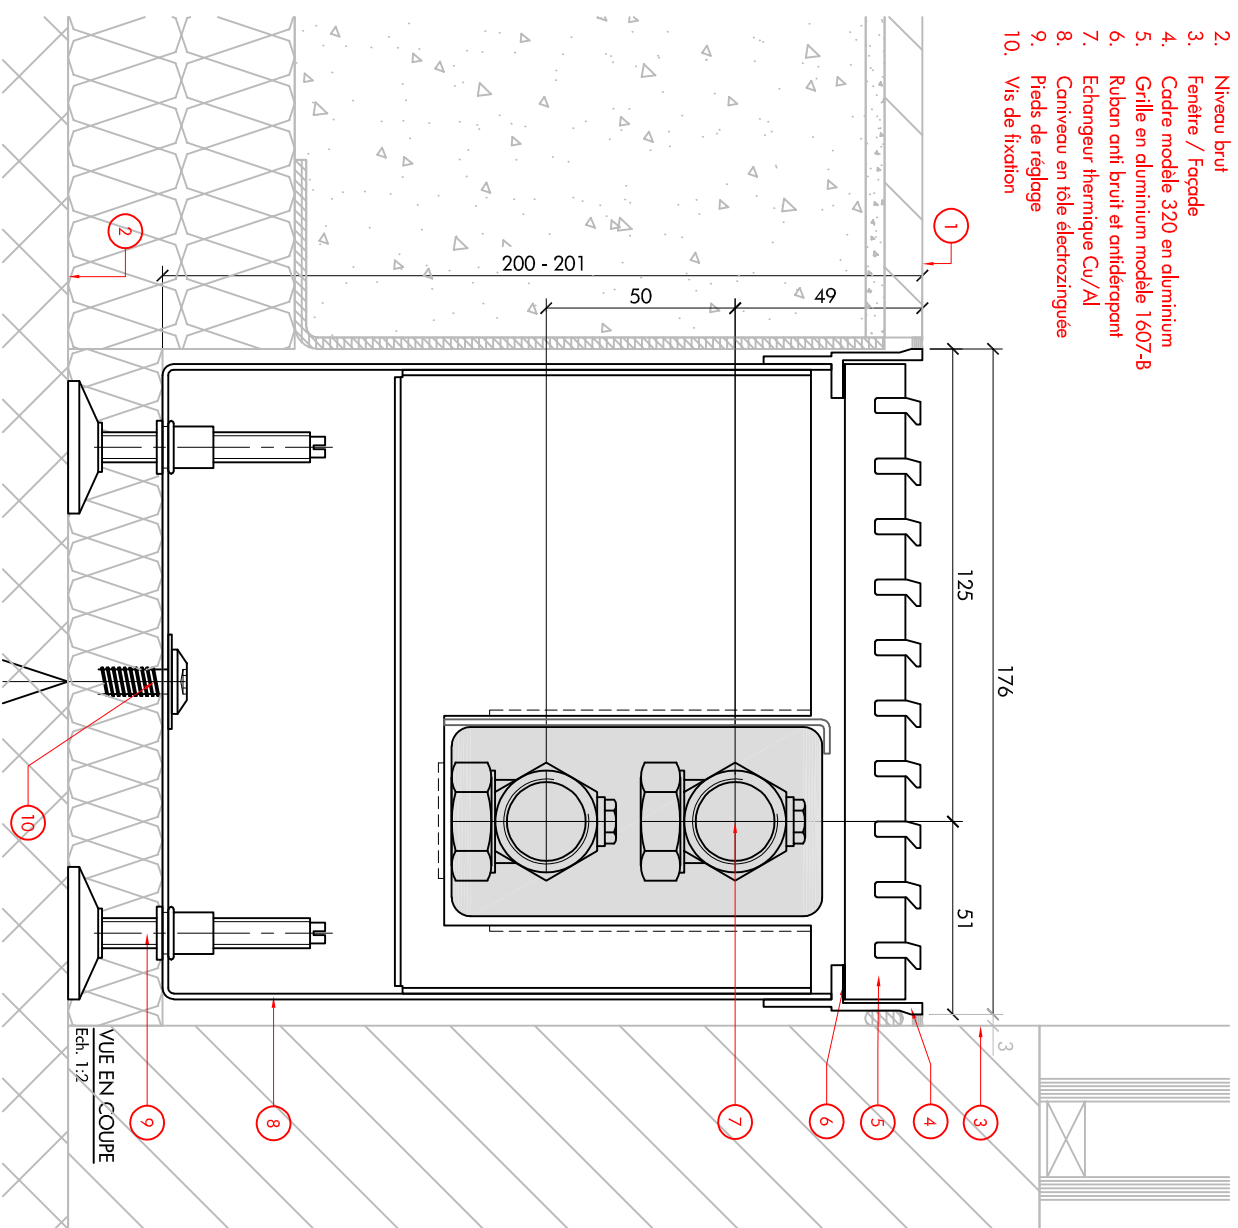 2. Niveau brut
3. Fenêtre / Façade
4. Cadre modèle 320 en aluminium
5. Grille en aluminium modèle 1607-B
6. Ruban anti bruit et antidérapant
7. Echangeur thermique Cu/Al
8. Caniveau en tôle électrozinguée
9. Pieds de réglage
10. Vis de fixation
1
2
200 - 201
50
49
125
176
51
3
10
9
8
7
6
5
4
3
VUE EN COUPE
Ech. 1:2